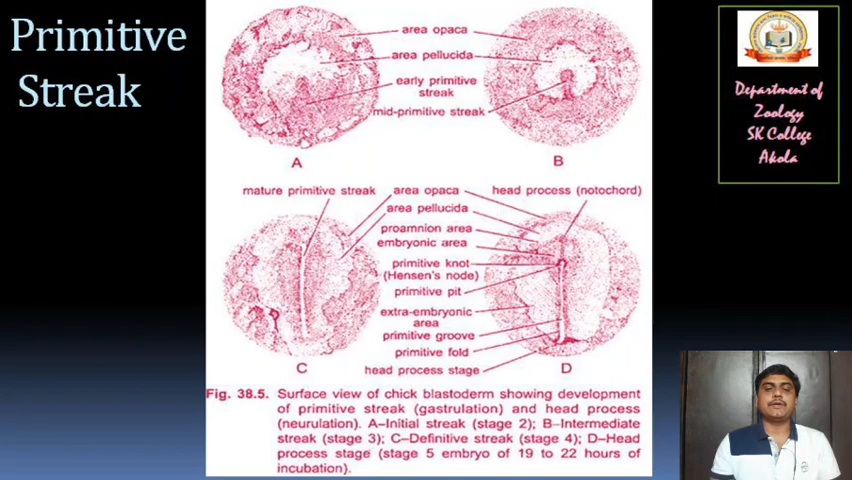 Primitive
Streak
area opaca
area pellucida
early primitive
streak
mid-primitive streak
A
B
mature primitive streak
area opaca
head process (notochord)
area pellucida
proamnion area
embryonic area
primitive knot
(Hensen's node)
primitive pit
extra-embryonic
area
primitive groove
primitive fold
head process stage
C
D
Fig. 38.5. Surface view of chick blastoderm showing development
of primitive streak (gastrulation) and head process
(neurulation). A–Initial streak (stage 2); B–Intermediate
streak (stage 3); C–Definitive streak (stage 4); D–Head
process stage (stage 5 embryo of 19 to 22 hours of
incubation).
Department of
Zoology
SK College
Akola